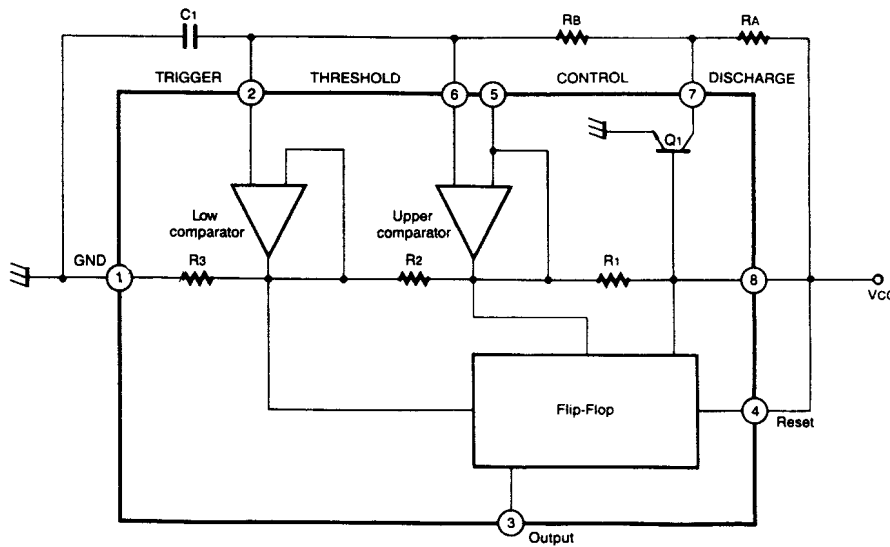 C1
RB
RA
TRIGGER
THRESHOLD
CONTROL
DISCHARGE
2
6
5
7
Q1
Low
comparator
Upper
comparator
GND
1
R3
R2
R1
8
VCC
Flip-Flop
4
Reset
3
Output